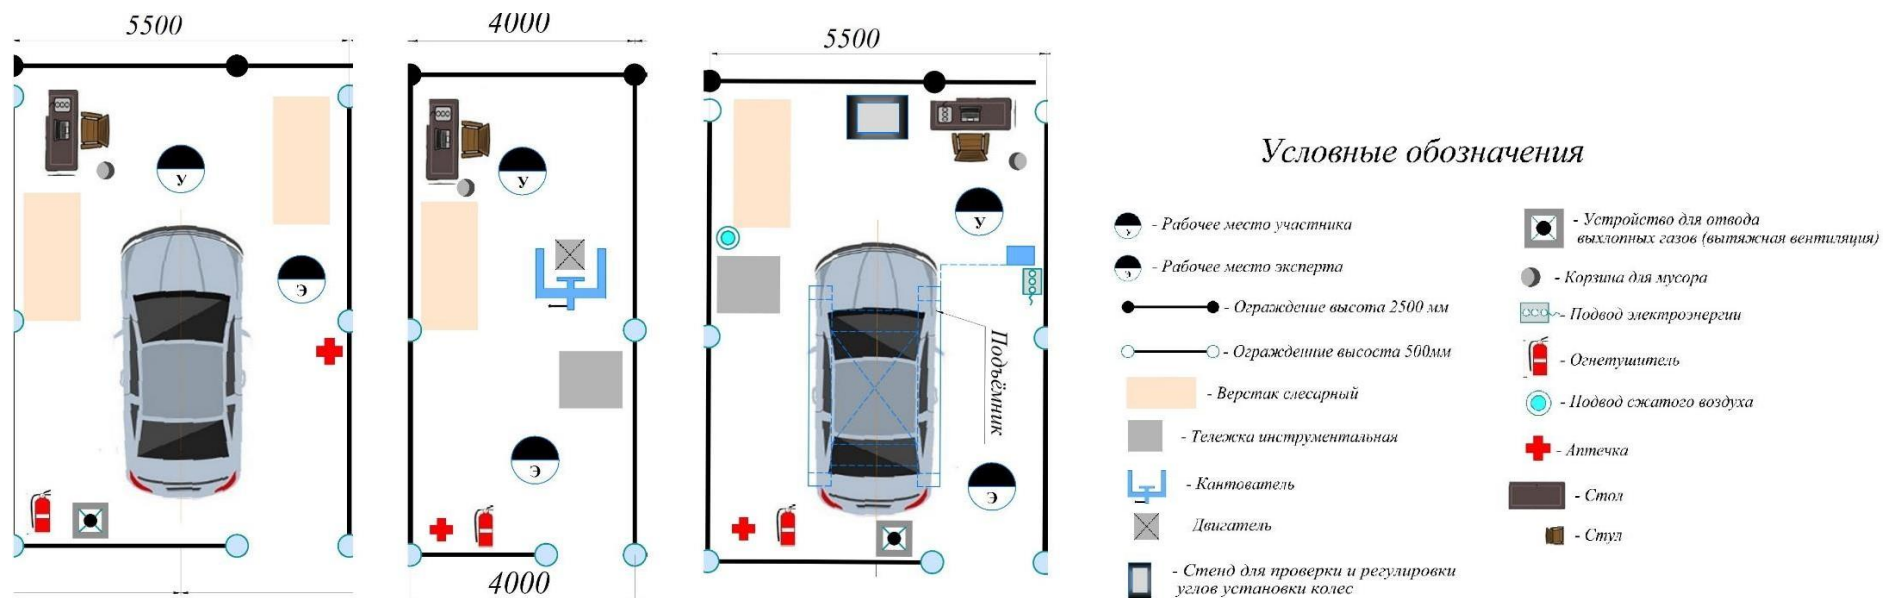 5500
4000
5500
У
Э
У
Э
4000
У
Подъёмник
Э
Условные обозначения
У - Рабочее место участника
Э - Рабочее место эксперта
- Ограждение высота 2500 мм
- Ограждение высоста 500мм
- Верстак слесарный
- Тележка инструментальная
- Кантователь
Двигатель
- Стенд для проверки и регулировки
углов установки колес
- Устройство для отвода
выхлопных газов (вытяжная вентиляция)
- Корзина для мусора
- Подвод электроэнергии
- Огнетушитель
- Подвод сжатого воздуха
- Аптечка
- Стол
- Стул